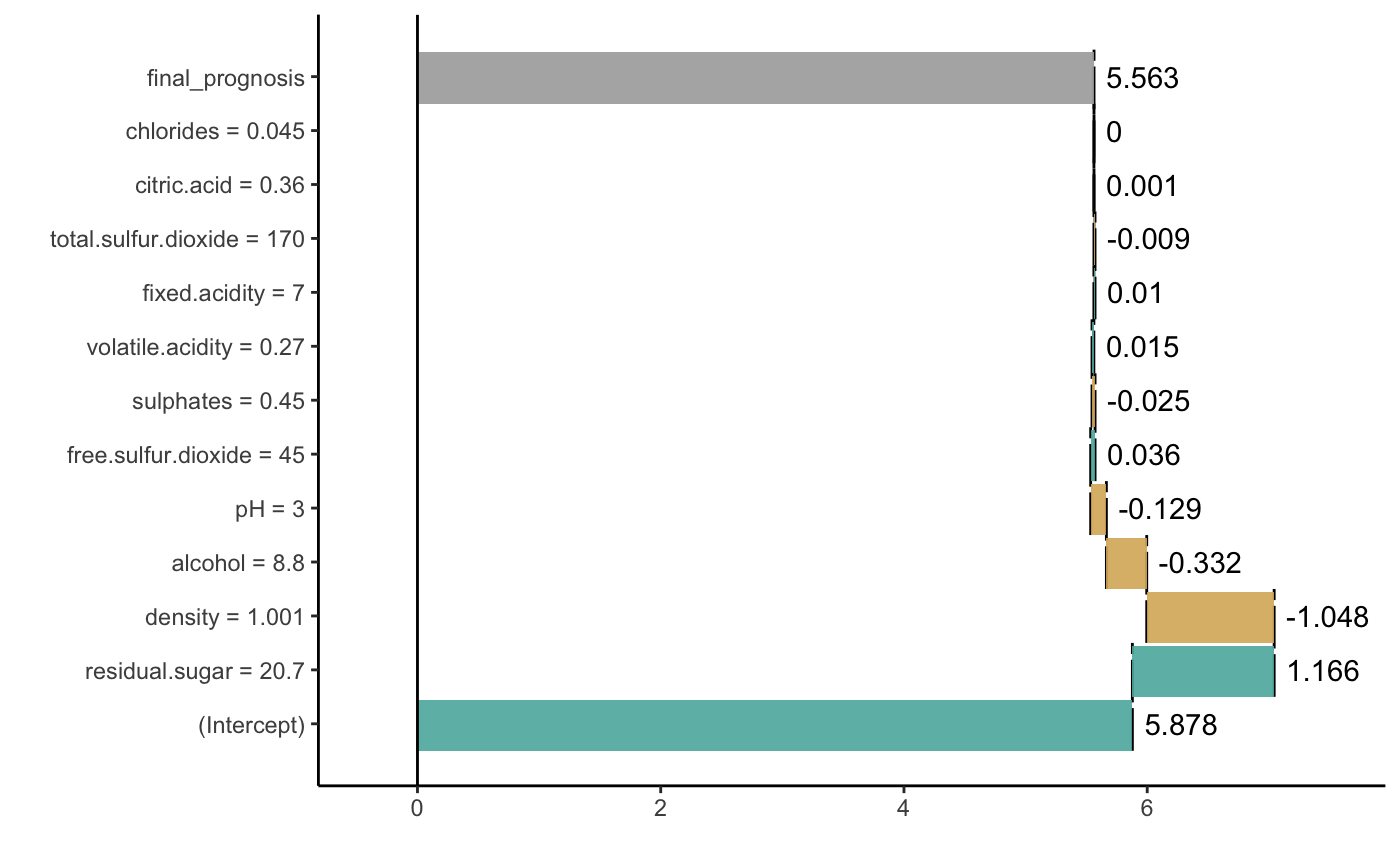 final_prognosis 5.563
chlorides = 0.045 0
citric.acid = 0.36 0.001
total.sulfur.dioxide = 170 -0.009
fixed.acidity = 7 0.01
volatile.acidity = 0.27 0.015
sulphates = 0.45 -0.025
free.sulfur.dioxide = 45 0.036
pH = 3 -0.129
alcohol = 8.8 -0.332
density = 1.001 -1.048
residual.sugar = 20.7 1.166
(Intercept) 5.878
0 2 4 6